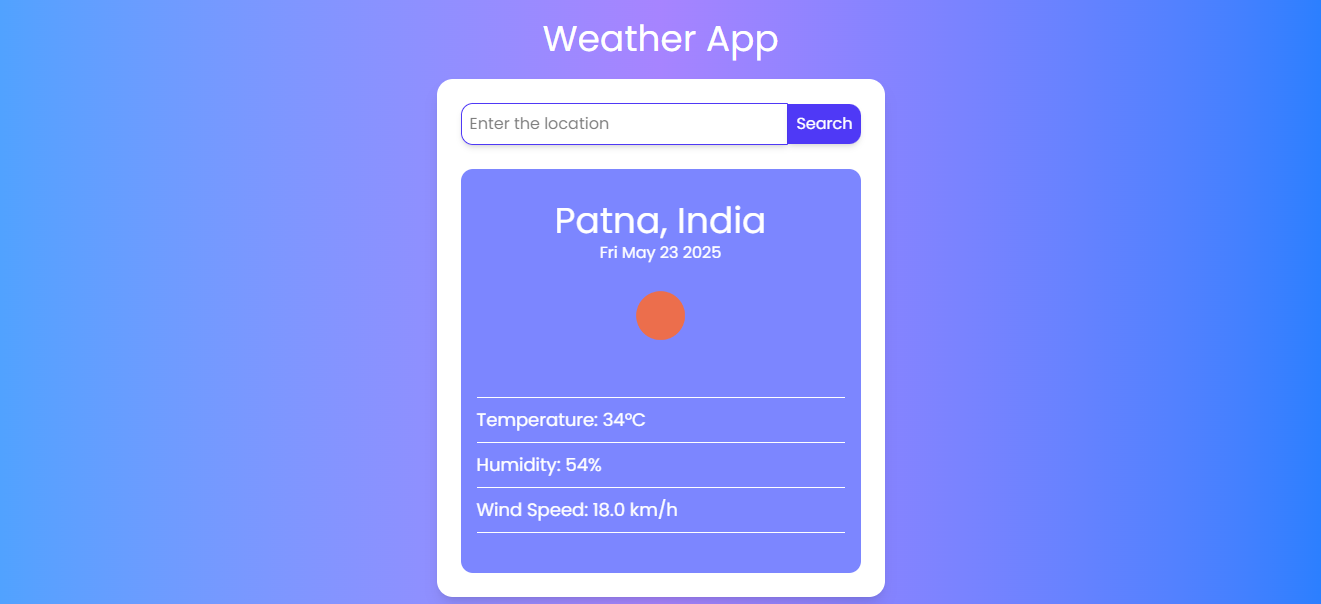 Weather App
Enter the location Search
Patna, India
Fri May 23 2025
Temperature: 34°C
Humidity: 54%
Wind Speed: 18.0 km/h